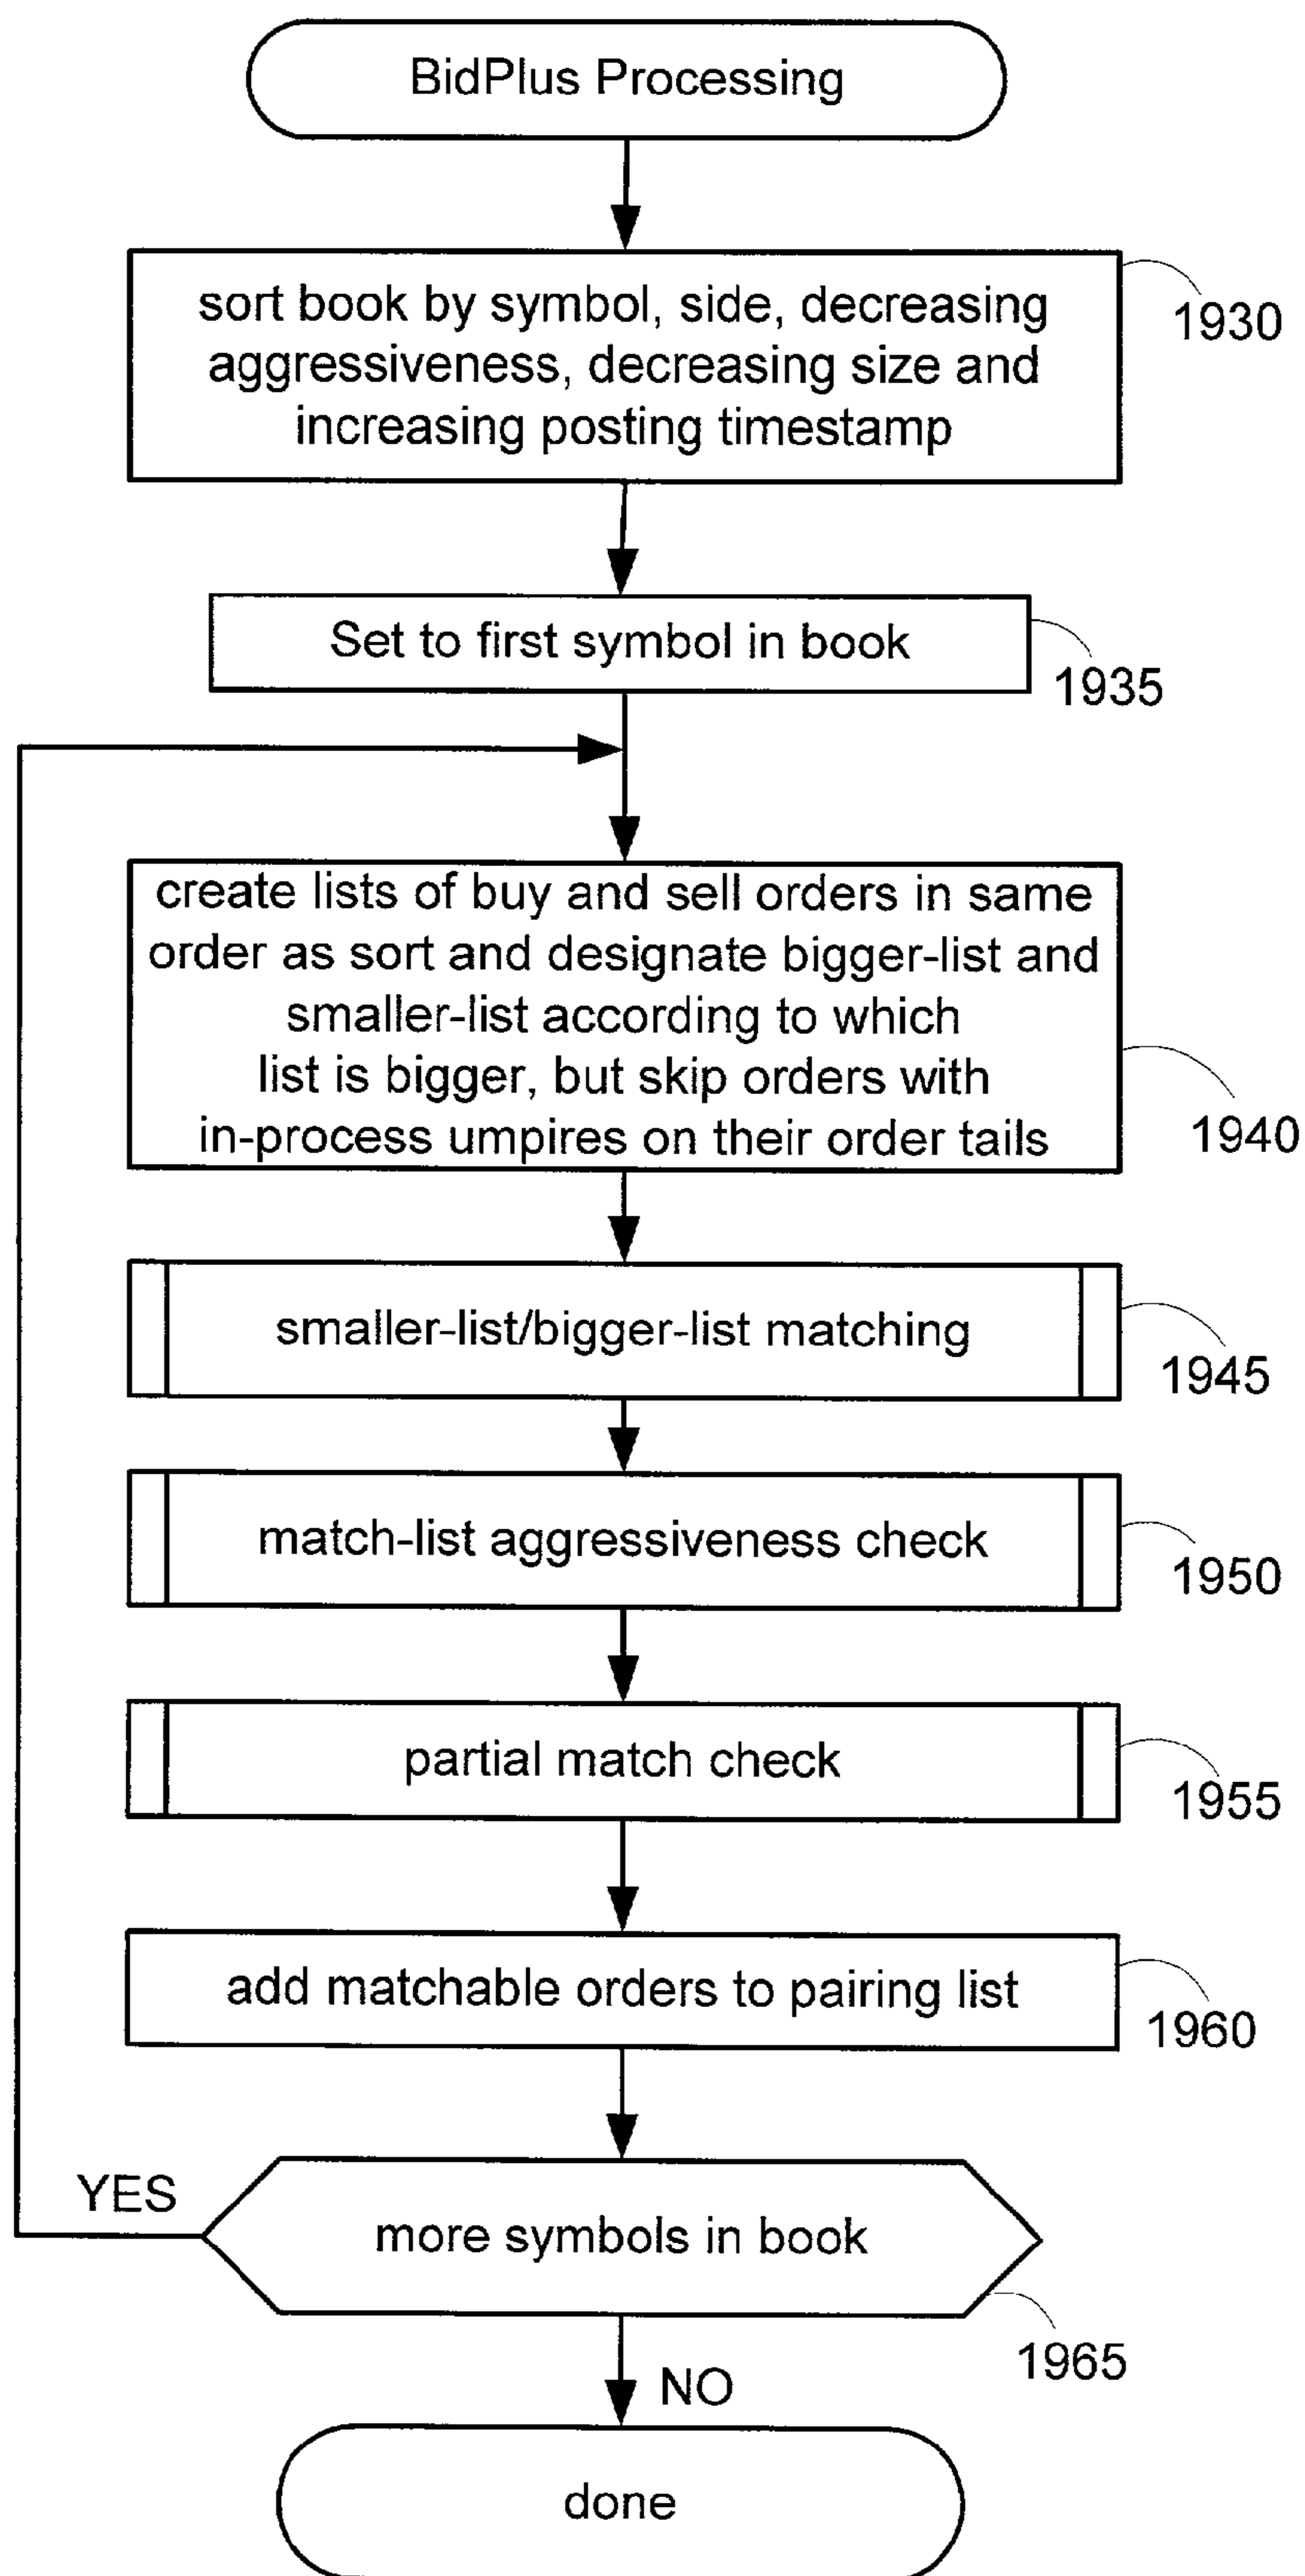 BidPlus Processing
sort book by symbol, side, decreasing
aggressiveness, decreasing size and
increasing posting timestamp
1930
Set to first symbol in book
1935
create lists of buy and sell orders in same
order as sort and designate bigger-list and
smaller-list according to which
list is bigger, but skip orders with
in-process umpires on their order tails
1940
smaller-list/bigger-list matching
1945
match-list aggressiveness check
1950
partial match check
1955
add matchable orders to pairing list
1960
YES
more symbols in book
1965
NO
done